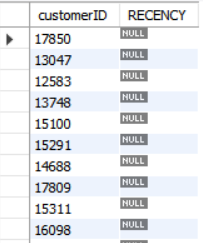 customerID RECENCY
17850 NULL
13047 NULL
12583 NULL
13748 NULL
15100 NULL
15291 NULL
14688 NULL
17809 NULL
15311 NULL
16098 NULL